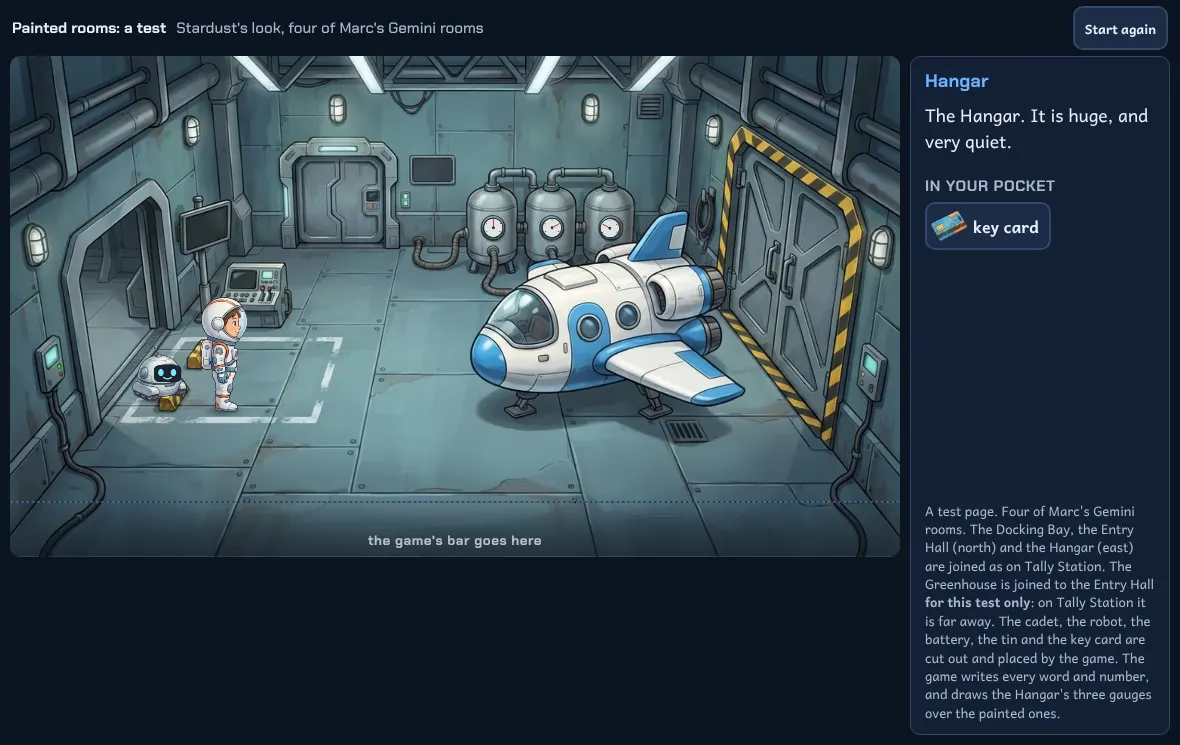 Painted rooms: a test Stardust's look, four of Marc's Gemini rooms
Start again
Hangar
The Hangar. It is huge, and
very quiet.
IN YOUR POCKET
key card
the game's bar goes here
A test page. Four of Marc's Gemini
rooms. The Docking Bay, the Entry
Hall (north) and the Hangar (east)
are joined as on Tally Station. The
Greenhouse is joined to the Entry Hall
for this test only: on Tally Station it
is far away. The cadet, the robot, the
battery, the tin and the key card are
cut out and placed by the game. The
game writes every word and number,
and draws the Hangar's three gauges
over the painted ones.